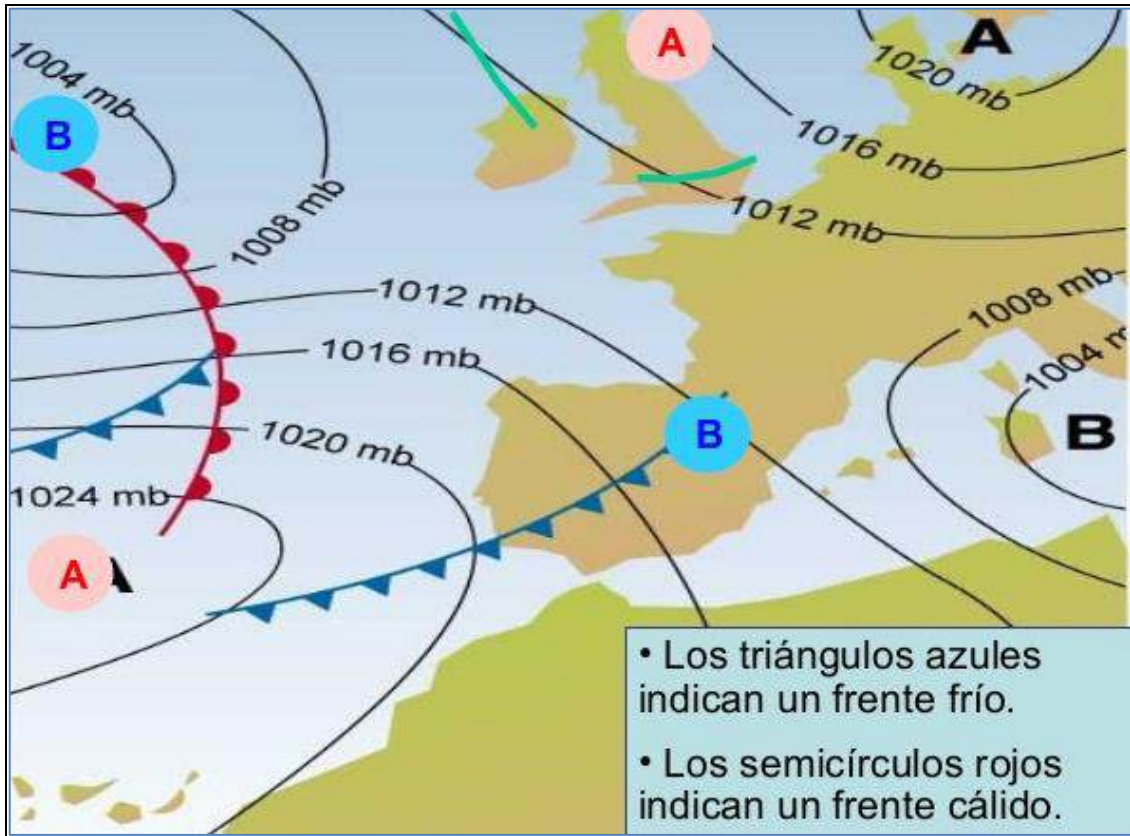 1004 mb
B
A
A
1020 mb
1016 mb
1012 mb
1008 mb
1012 mb
1016 mb
1008 mb
1004
B
B
1020 mb
1024 mb
A
A
• Los triángulos azules
indican un frente frío.
• Los semicírculos rojos
indican un frente cálido.